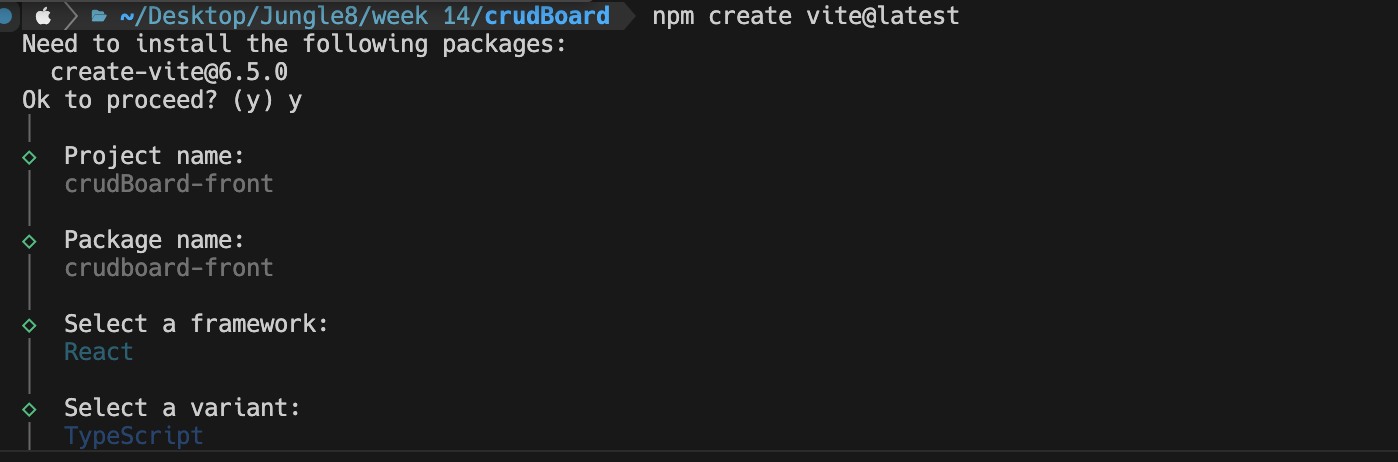 ~/Desktop/Jungle8/week 14/crudBoard npm create vite@latest
Need to install the following packages:
create-vite@6.5.0
Ok to proceed? (y) y
Project name:
crudBoard-front
Package name:
crudboard-front
Select a framework:
React
Select a variant:
TypeScript